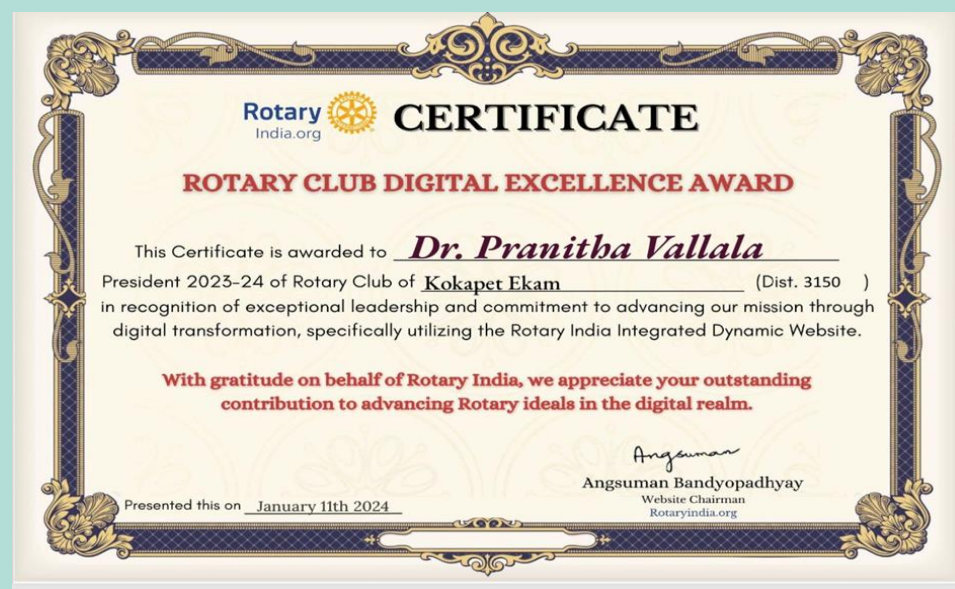 Rotary
India.org
CERTIFICATE
ROTARY CLUB DIGITAL EXCELLENCE AWARD
This Certificate is awarded to Dr. Pranitha Vallala
President 2023-24 of Rotary Club of Kokapet Ekam (Dist. 3150 )
in recognition of exceptional leadership and commitment to advancing our mission through
digital transformation, specifically utilizing the Rotary India Integrated Dynamic Website.
With gratitude on behalf of Rotary India, we appreciate your outstanding
contribution to advancing Rotary ideals in the digital realm.
Angsuman
Angsuman Bandyopadhyay
Website Chairman
Rotaryindia.org
Presented this on January 11th 2024